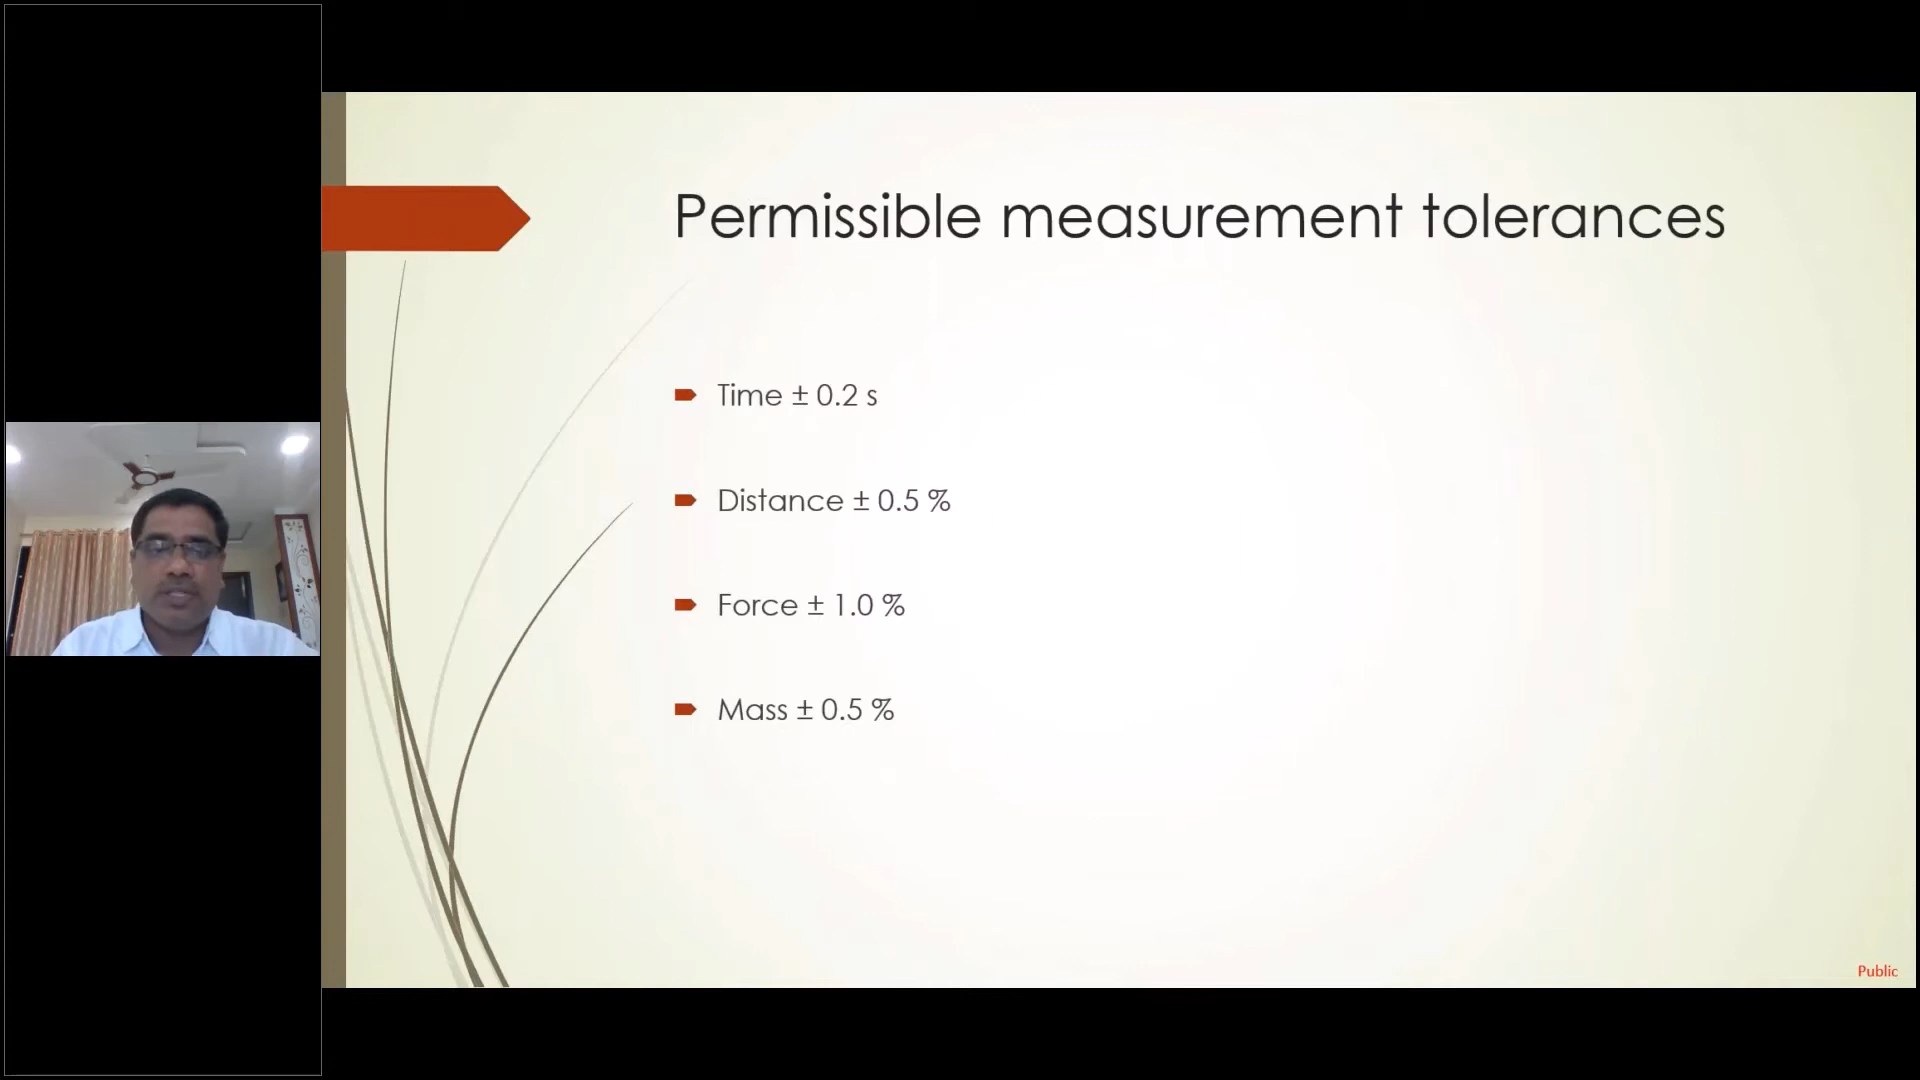 Permissible measurement tolerances
Time ± 0.2 s
Distance ± 0.5 %
Force ± 1.0 %
Mass ± 0.5 %
Public